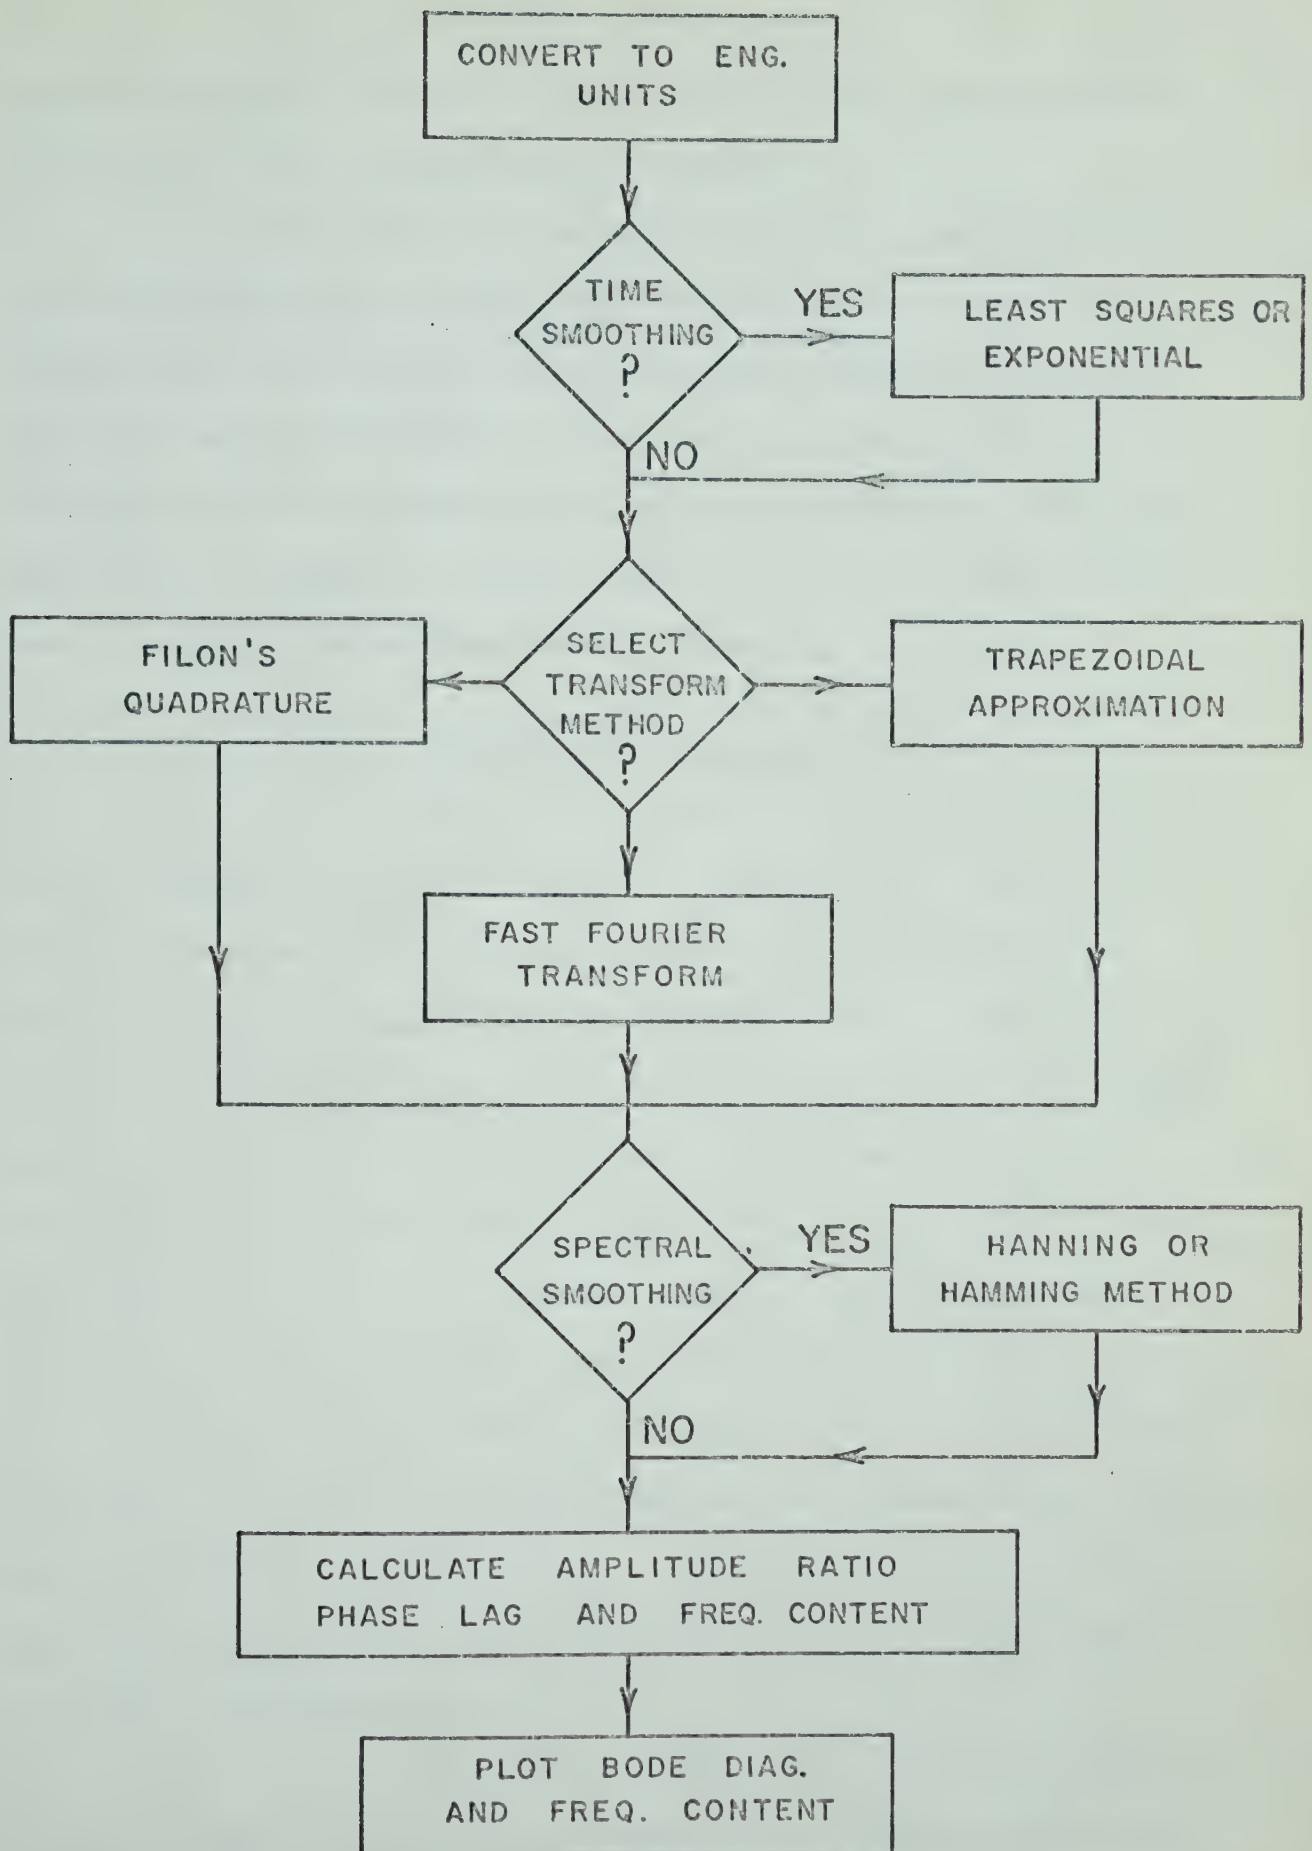 CONVERT TO ENG.
UNITS
TIME
SMOOTHING
?
YES
LEAST SQUARES OR
EXPONENTIAL
NO
FILON'S
QUADRATURE
SELECT
TRANSFORM
METHOD
?
TRAPEZOIDAL
APPROXIMATION
FAST FOURIER
TRANSFORM
SPECTRAL
SMOOTHING
?
YES
HANNING OR
HAMMING METHOD
NO
CALCULATE AMPLITUDE RATIO
PHASE LAG AND FREQ. CONTENT
PLOT BODE DIAG.
AND FREQ. CONTENT